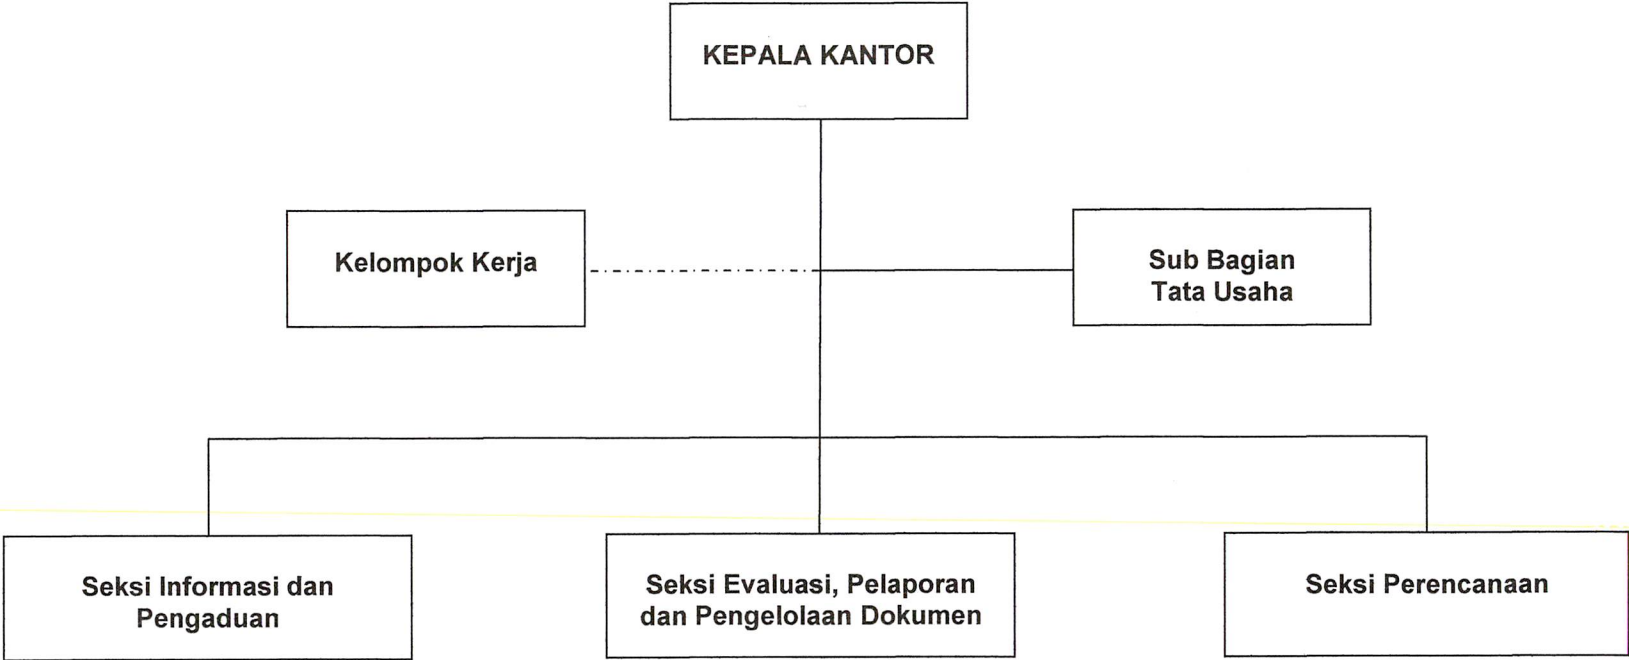 KEPALA KANTOR
Kelompok Kerja
Sub Bagian
Tata Usaha
Seksi Informasi dan
Pengaduan
Seksi Evaluasi, Pelaporan
dan Pengelolaan Dokumen
Seksi Perencanaan